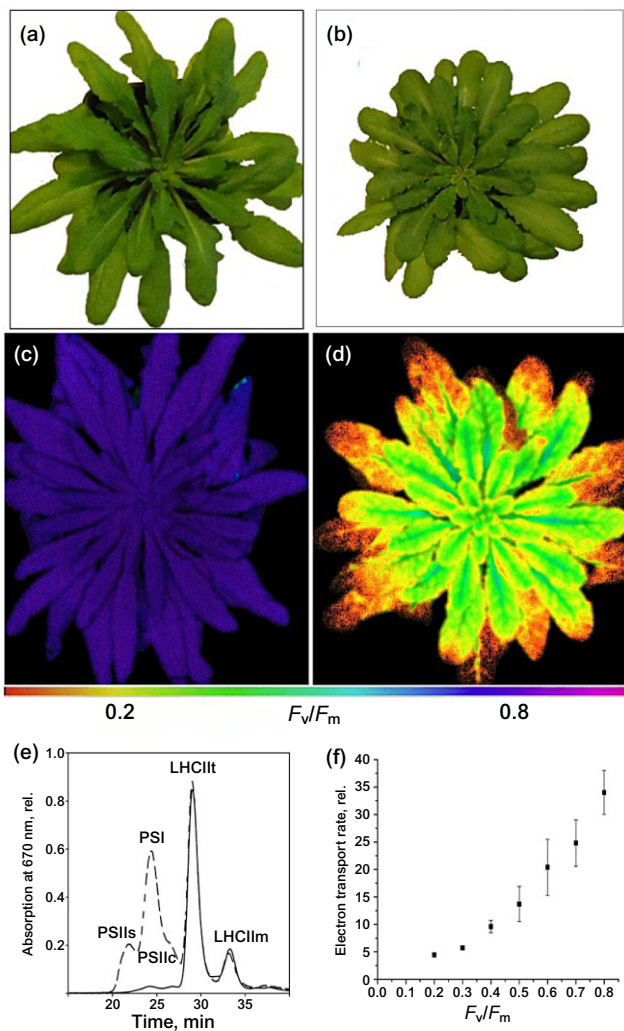 (a)
(b)
(c)
(d)
0.2 Fv/Fm 0.8
(e)
Absorption at 670 nm, rel.
1.0
0.8
0.6
0.4
0.2
PSIIs
PSI
PSIIc
LHCIIt
LHCIIm
20 25 30 35
Time, min
(f)
Electron transport rate, rel.
40
35
30
25
20
15
10
5
0
0.0 0.1 0.2 0.3 0.4 0.5 0.6 0.7 0.8
Fv/Fm